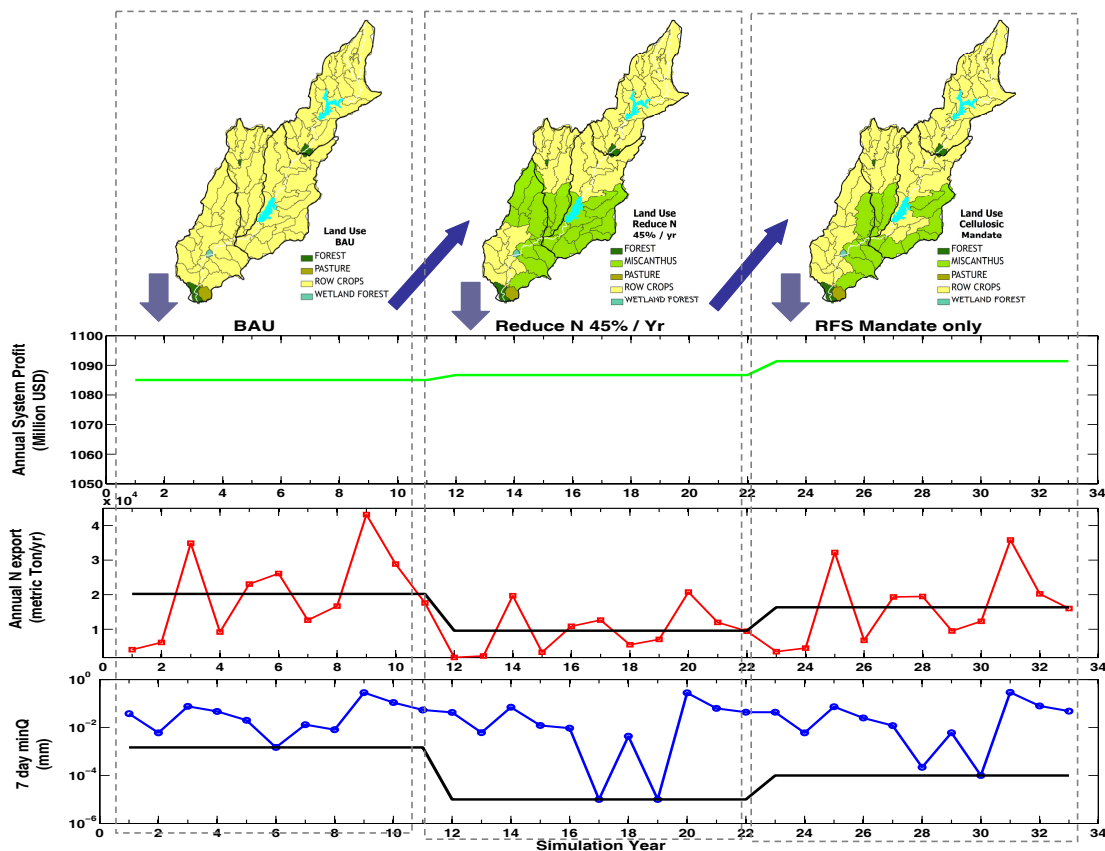 Land Use
BAU
FOREST
PASTURE
ROW CROPS
WETLAND FOREST
Land Use
Reduce N
45% / yr
FOREST
MISCANTHUS
PASTURE
ROW CROPS
WETLAND FOREST
Land Use
Cellulosic
Mandate
FOREST
MISCANTHUS
PASTURE
ROW CROPS
WETLAND FOREST
BAU
Reduce N 45% / Yr
RFS Mandate only
Annual System Profit
(Million USD)
1100
1090
1080
1070
1060
1050
0 2 4 6 8 10 12 14 16 18 20 22 24 26 28 30 32 34
x 10^4
Annual N export
(metric Ton/yr)
4
3
2
1
0 2 4 6 8 10 12 14 16 18 20 22 24 26 28 30 32 34
7 day minQ
(mm)
10^0
10^-2
10^-4
10^-6
0 2 4 6 8 10 12 14 16 18 20 22 24 26 28 30 32 34
Simulation Year